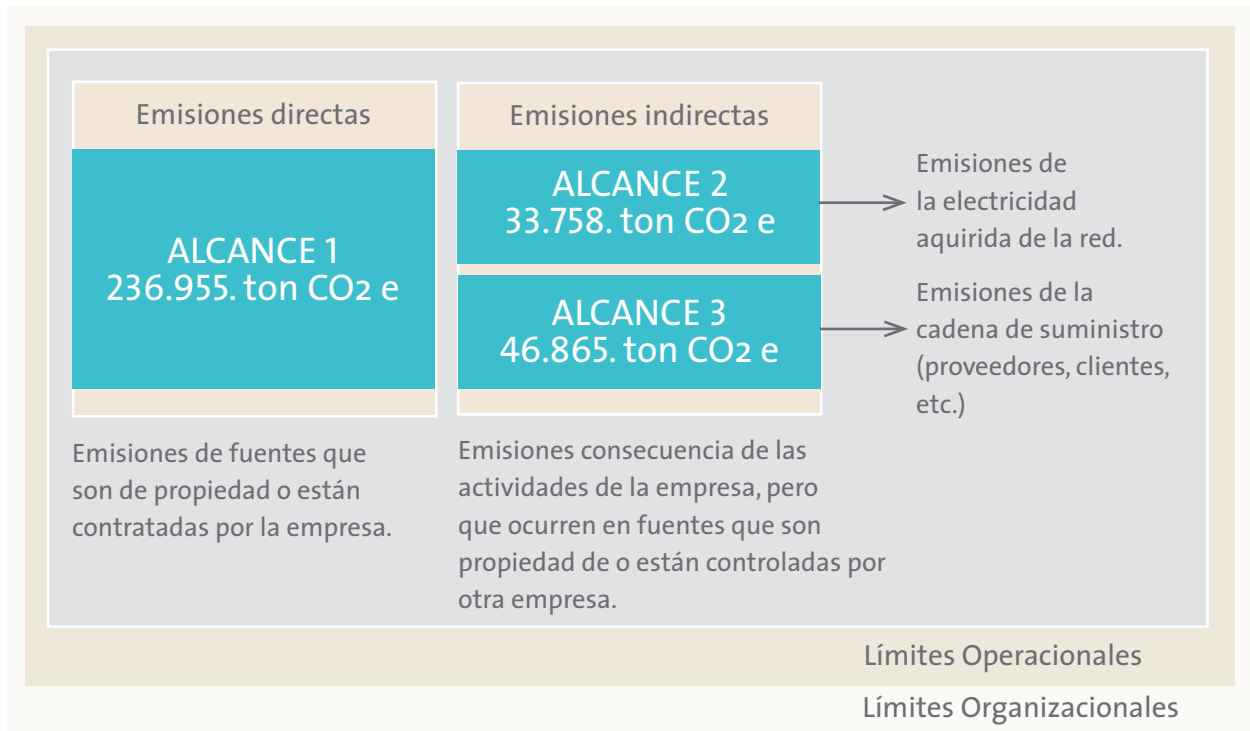 Emisiones directas
ALCANCE 1
236.955. ton CO2 e
Emisiones de fuentes que
son de propiedad o están
contratadas por la empresa.
Emisiones indirectas
ALCANCE 2
33.758. ton CO2 e
ALCANCE 3
46.865. ton CO2 e
Emisiones consecuencia de las
actividades de la empresa, pero
que ocurren en fuentes que son
propiedad de o están controladas por
otra empresa.
Emisiones de
la electricidad
aquirida de la red.
Emisiones de la
cadena de suministro
(proveedores, clientes,
etc.)
Límites Operacionales
Límites Organizacionales